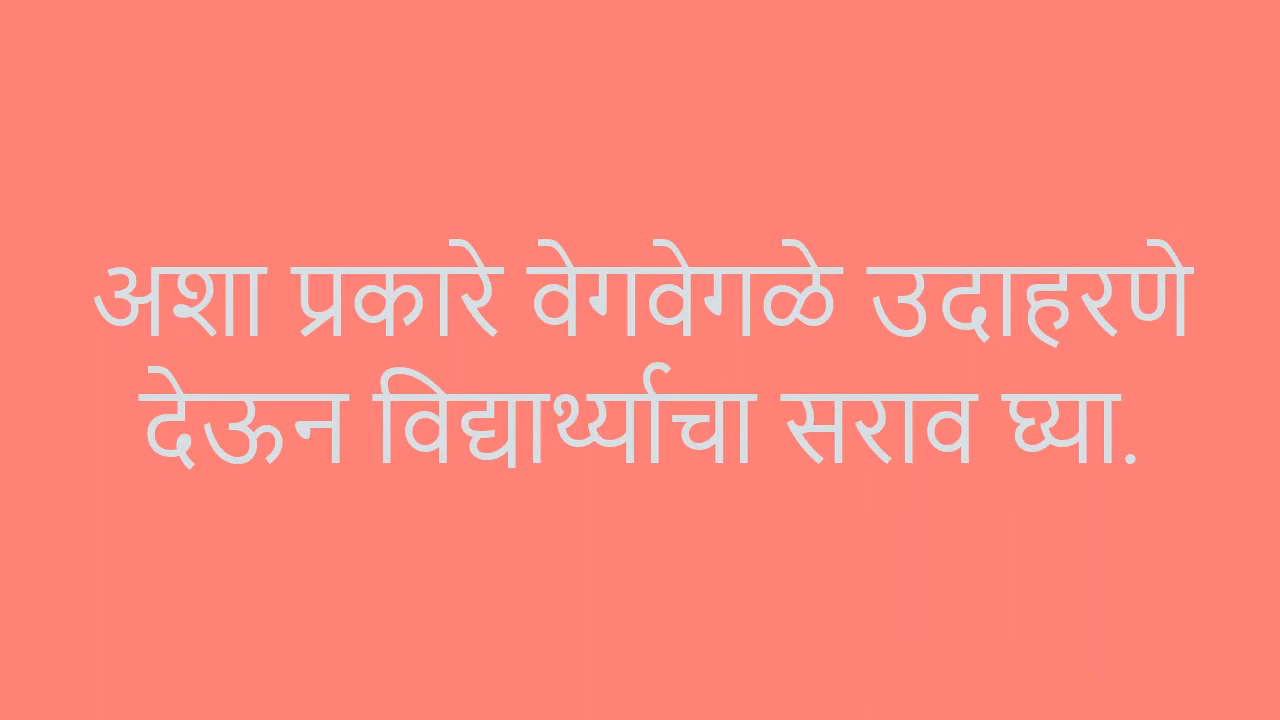 अशा प्रकारे वेगवेगळे उदाहरणे
देऊन विद्यार्थ्याचा सराव घ्या.